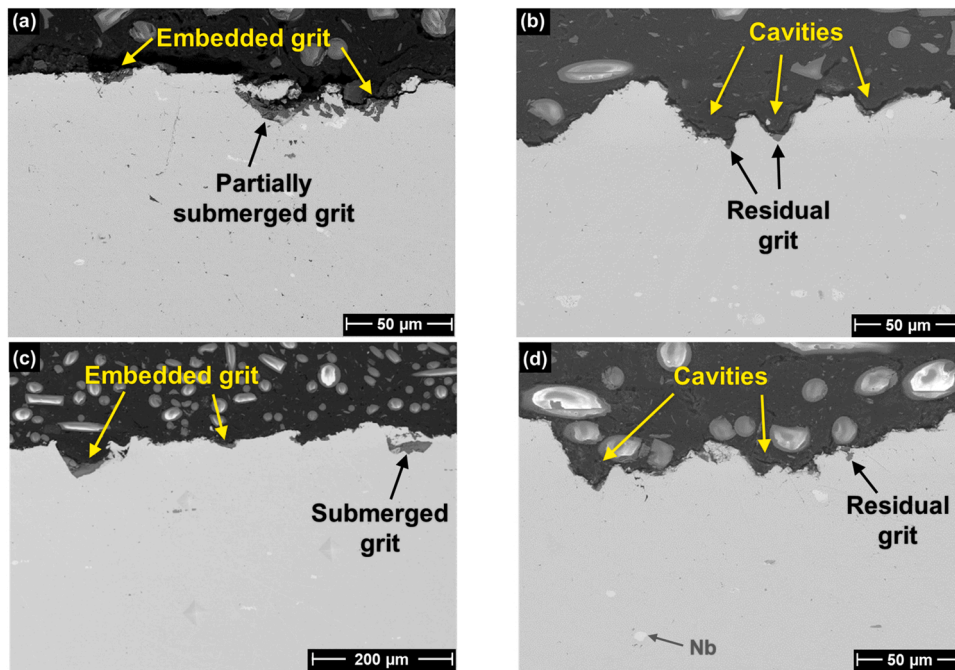 (a)
Embedded grit
Partially
submerged grit
50 µm
(b)
Cavities
Residual
grit
50 µm
(c)
Embedded grit
Submerged
grit
200 µm
(d)
Cavities
Residual
grit
Nb
50 µm